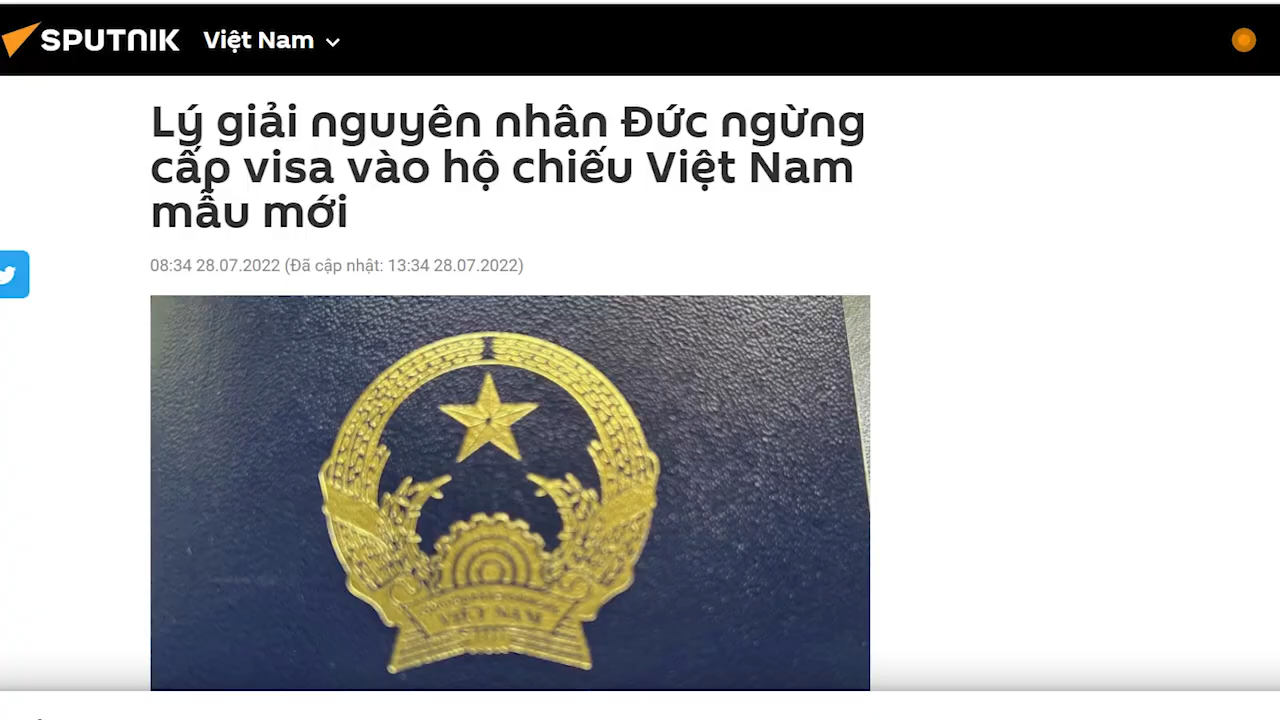 SPUTNIK Việt Nam
Lý giải nguyên nhân Đức ngừng
cấp visa vào hộ chiếu Việt Nam
mẫu mới
08:34 28.07.2022 (Đã cập nhật: 13:34 28.07.2022)
VIỆT NAM